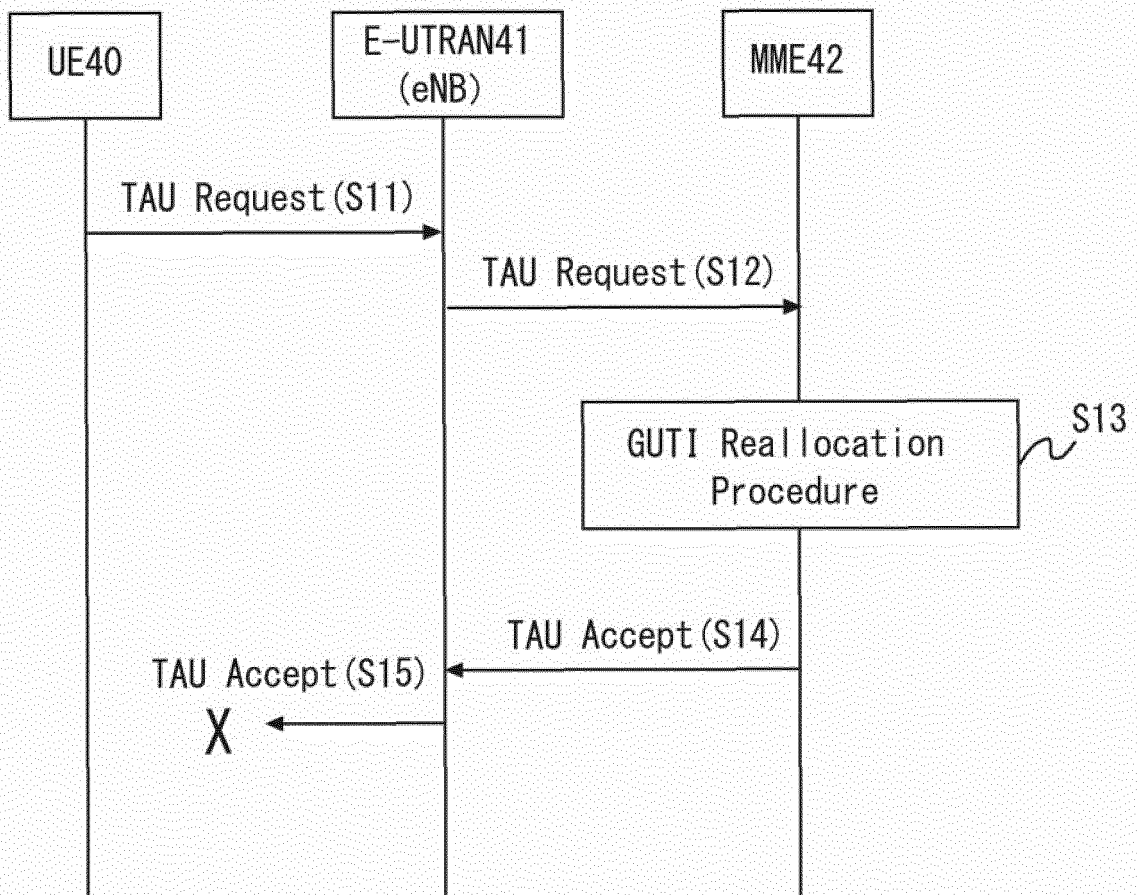 UE40
E-UTRAN41
(eNB)
MME42
TAU Request(S11)
TAU Request(S12)
GUTI Reallocation
Procedure
S13
TAU Accept(S14)
TAU Accept(S15)
X